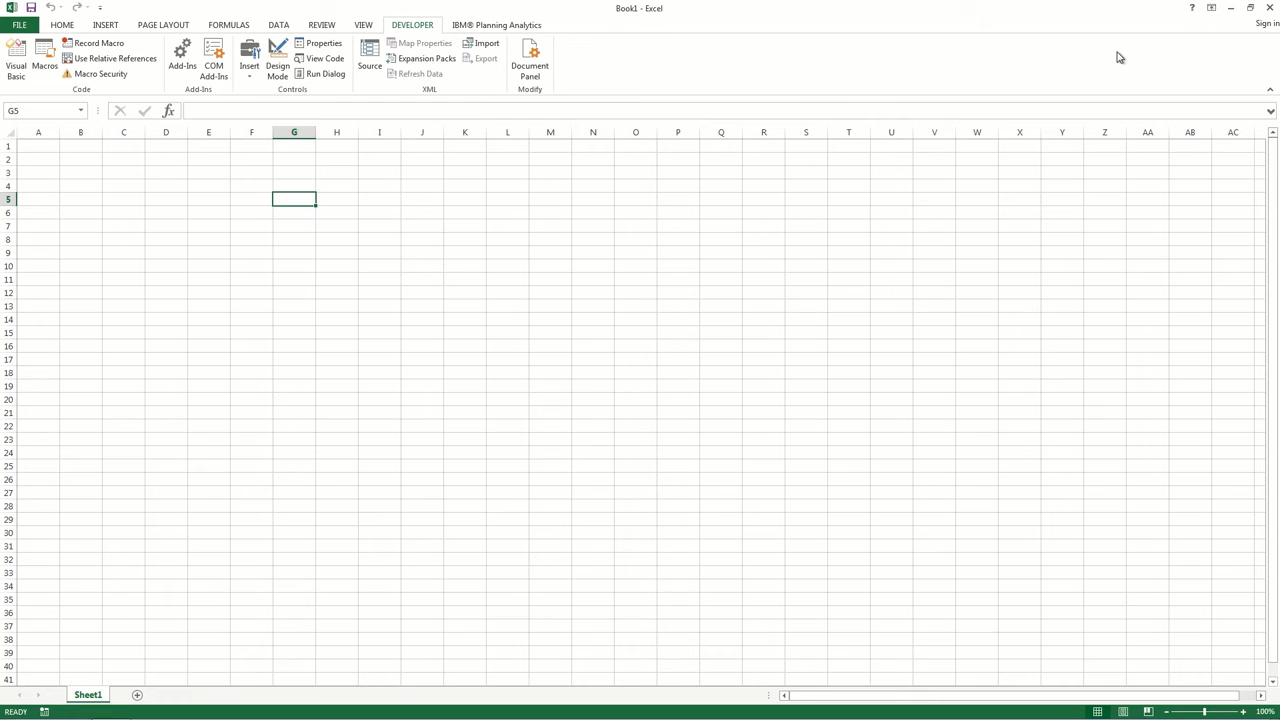 Book1 - Excel
Sign in
FILE HOME INSERT PAGE LAYOUT FORMULAS DATA REVIEW VIEW DEVELOPER IBM® Planning Analytics
Visual Basic
Macros
Record Macro
Use Relative References
Macro Security
Code
Add-Ins
COM Add-Ins
Add-Ins
Insert
Design Mode
Properties
View Code
Run Dialog
Controls
Source
Map Properties
Expansion Packs
Refresh Data
Import
Export
XML
Document Panel
Modify
G5
fx
A B C D E F G H I J K L M N O P Q R S T U V W X Y Z AA AB AC
1
2
3
4
5
6
7
8
9
10
11
12
13
14
15
16
17
18
19
20
21
22
23
24
25
26
27
28
29
30
31
32
33
34
35
36
37
38
39
40
41
Sheet1
READY
100%